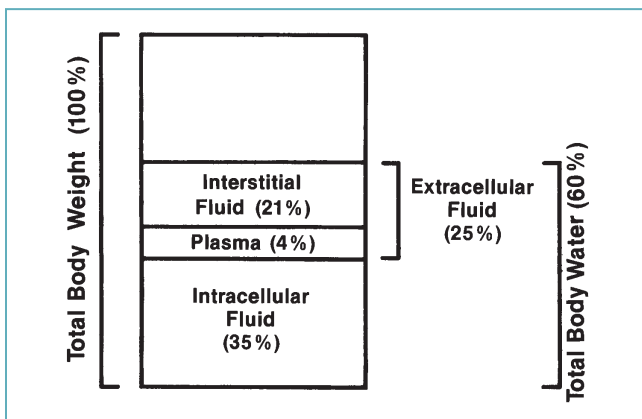 Total Body Weight (100%)
Interstitial
Fluid (21%)
Plasma (4%)
Intracellular
Fluid
(35%)
Extracellular
Fluid
(25%)
Total Body Water (60%)